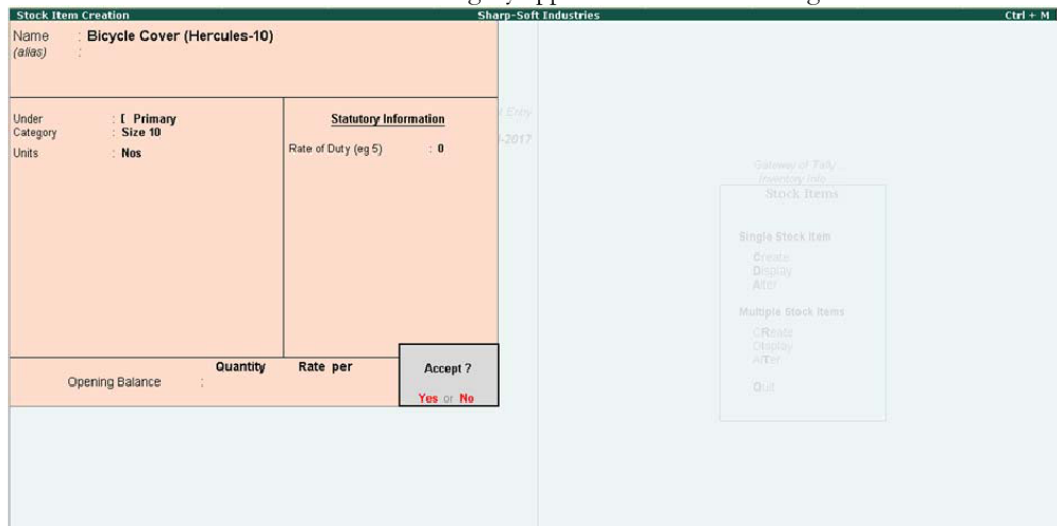 Stock Item Creation Sharp-Soft Industries Ctrl + M
Name : Bicycle Cover (Hercules-10)
(alias) :
Under : [ Primary
Category : Size 10
Units : Nos
Statutory Information
Rate of Duty (eg 5) : 0
-2017
Gateway of Tally ...
Inventory Info. ...
Stock Items
Single Stock Item
Create
Display
Alter
Multiple Stock Items
CReate
DIsplay
AlTer
Quit
Quantity Rate per
Opening Balance :
Accept ?
Yes or No